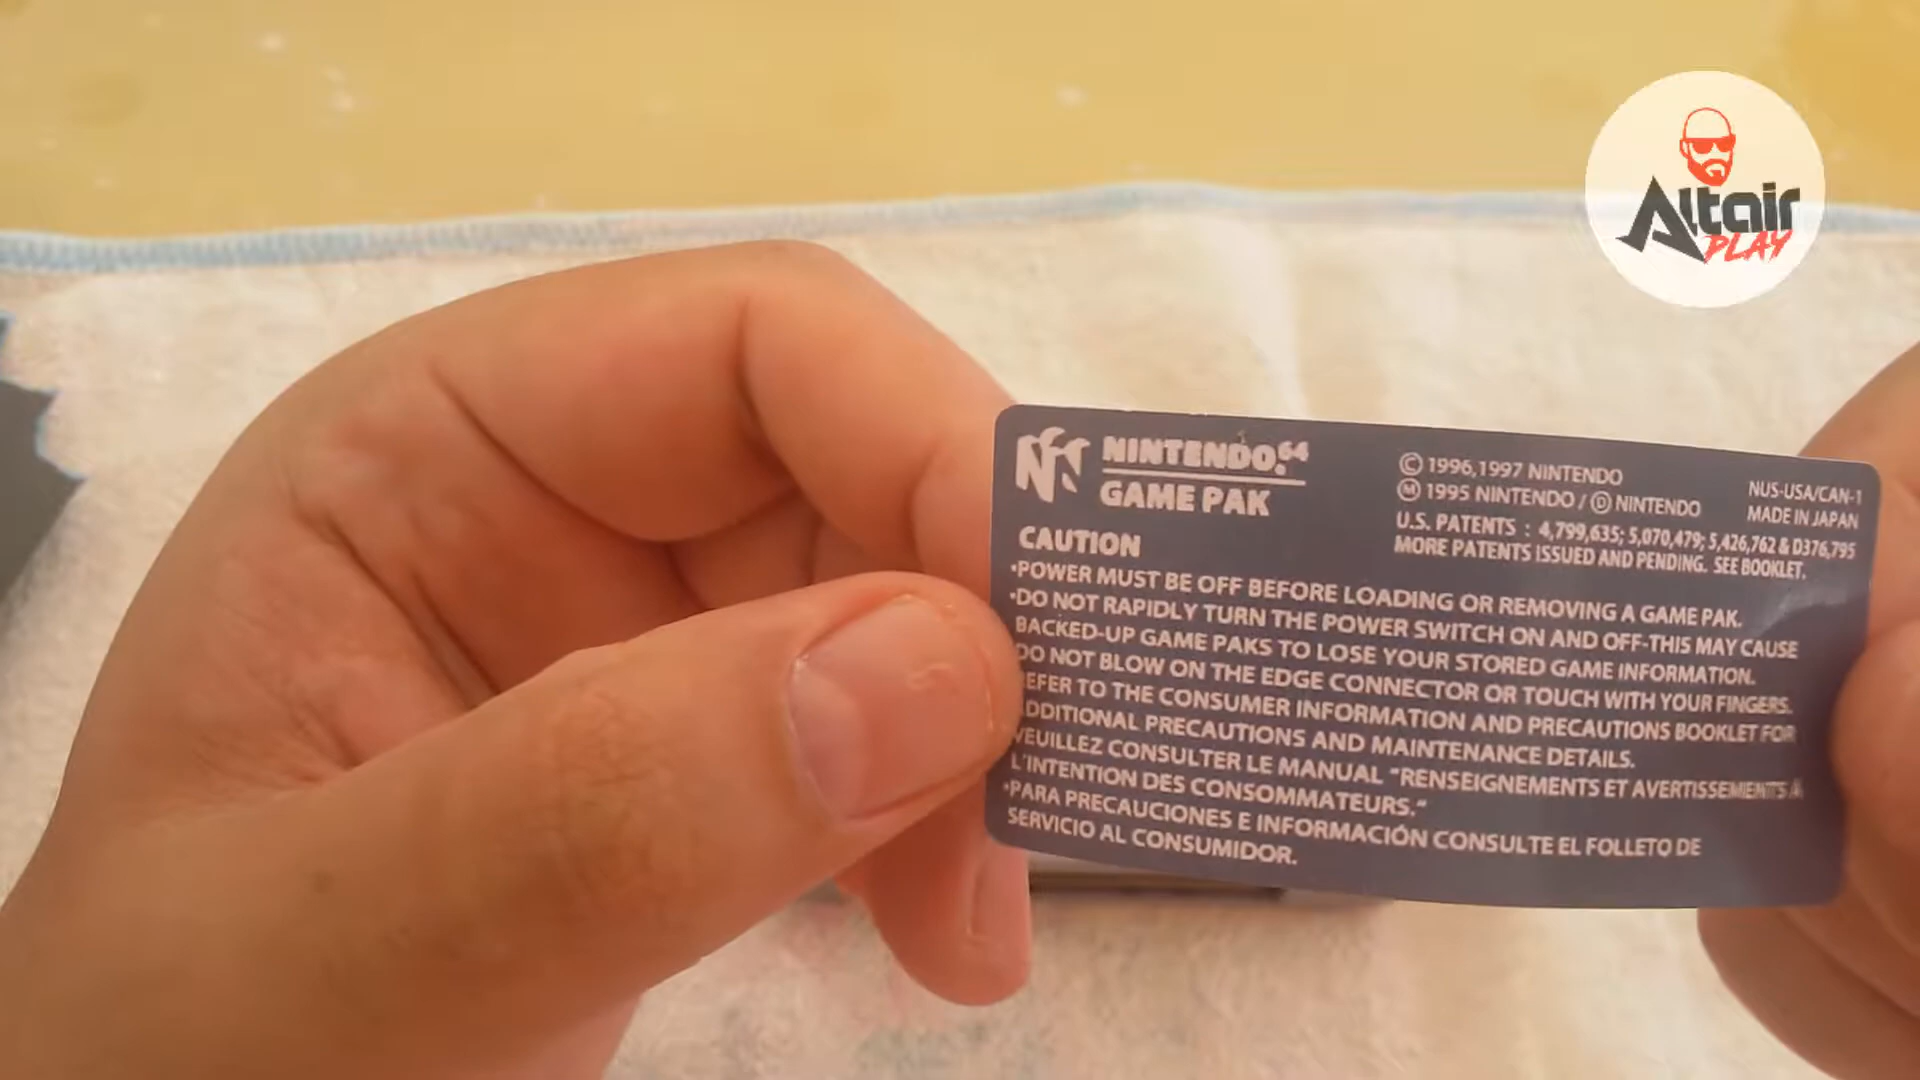 Altair
PLAY
NINTENDO.64
GAME PAK
© 1996,1997 NINTENDO
Ⓜ 1995 NINTENDO / Ⓓ NINTENDO
NUS-USA/CAN-1
MADE IN JAPAN
U.S. PATENTS : 4,799,635; 5,070,479; 5,426,762 & D376,795
MORE PATENTS ISSUED AND PENDING. SEE BOOKLET.
CAUTION
•POWER MUST BE OFF BEFORE LOADING OR REMOVING A GAME PAK.
•DO NOT RAPIDLY TURN THE POWER SWITCH ON AND OFF-THIS MAY CAUSE
BACKED-UP GAME PAKS TO LOSE YOUR STORED GAME INFORMATION.
DO NOT BLOW ON THE EDGE CONNECTOR OR TOUCH WITH YOUR FINGERS.
EFER TO THE CONSUMER INFORMATION AND PRECAUTIONS BOOKLET FOR
DDITIONAL PRECAUTIONS AND MAINTENANCE DETAILS.
VEUILLEZ CONSULTER LE MANUAL "RENSEIGNEMENTS ET AVERTISSEMENTS À
L'INTENTION DES CONSOMMATEURS."
•PARA PRECAUCIONES E INFORMACIÓN CONSULTE EL FOLLETO DE
SERVICIO AL CONSUMIDOR.